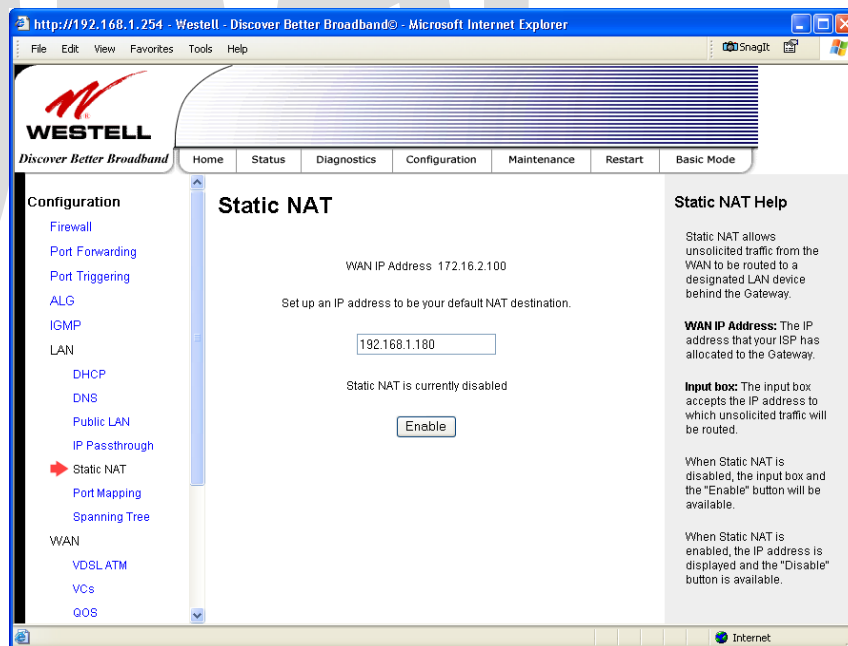 http://192.168.1.254 - Westell - Discover Better Broadband© - Microsoft Internet Explorer
File Edit View Favorites Tools Help
SnagIt
WESTELL
Discover Better Broadband
Home Status Diagnostics Configuration Maintenance Restart Basic Mode
Configuration
Firewall
Port Forwarding
Port Triggering
ALG
IGMP
LAN
DHCP
DNS
Public LAN
IP Passthrough
Static NAT
Port Mapping
Spanning Tree
WAN
VDSL ATM
VCs
QOS
Static NAT
WAN IP Address 172.16.2.100
Set up an IP address to be your default NAT destination.
192.168.1.180
Static NAT is currently disabled
Enable
Static NAT Help
Static NAT allows
unsolicited traffic from the
WAN to be routed to a
designated LAN device
behind the Gateway.
WAN IP Address: The IP
address that your ISP has
allocated to the Gateway.
Input box: The input box
accepts the IP address to
which unsolicited traffic will
be routed.
When Static NAT is
disabled, the input box and
the "Enable" button will be
available.
When Static NAT is
enabled, the IP address is
displayed and the "Disable"
button is available.
Internet